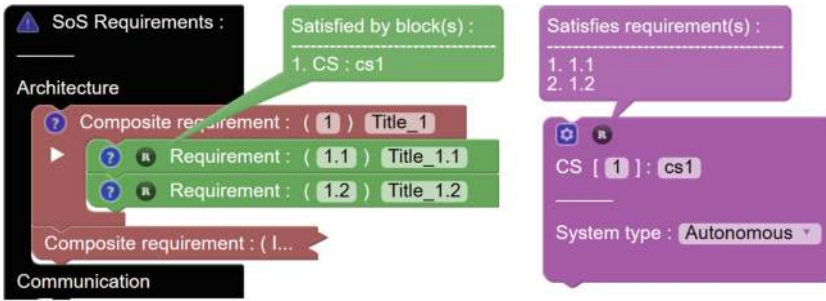 SoS Requirements :
Architecture
Composite requirement : ( 1 ) Title_1
R Requirement : ( 1.1 ) Title_1.1
R Requirement : ( 1.2 ) Title_1.2
Composite requirement : ( I...
Communication
Satisfied by block(s) :
1. CS : cs1
Satisfies requirement(s) :
1. 1.1
2. 1.2
R
CS [ 1 ] : cs1
System type : Autonomous